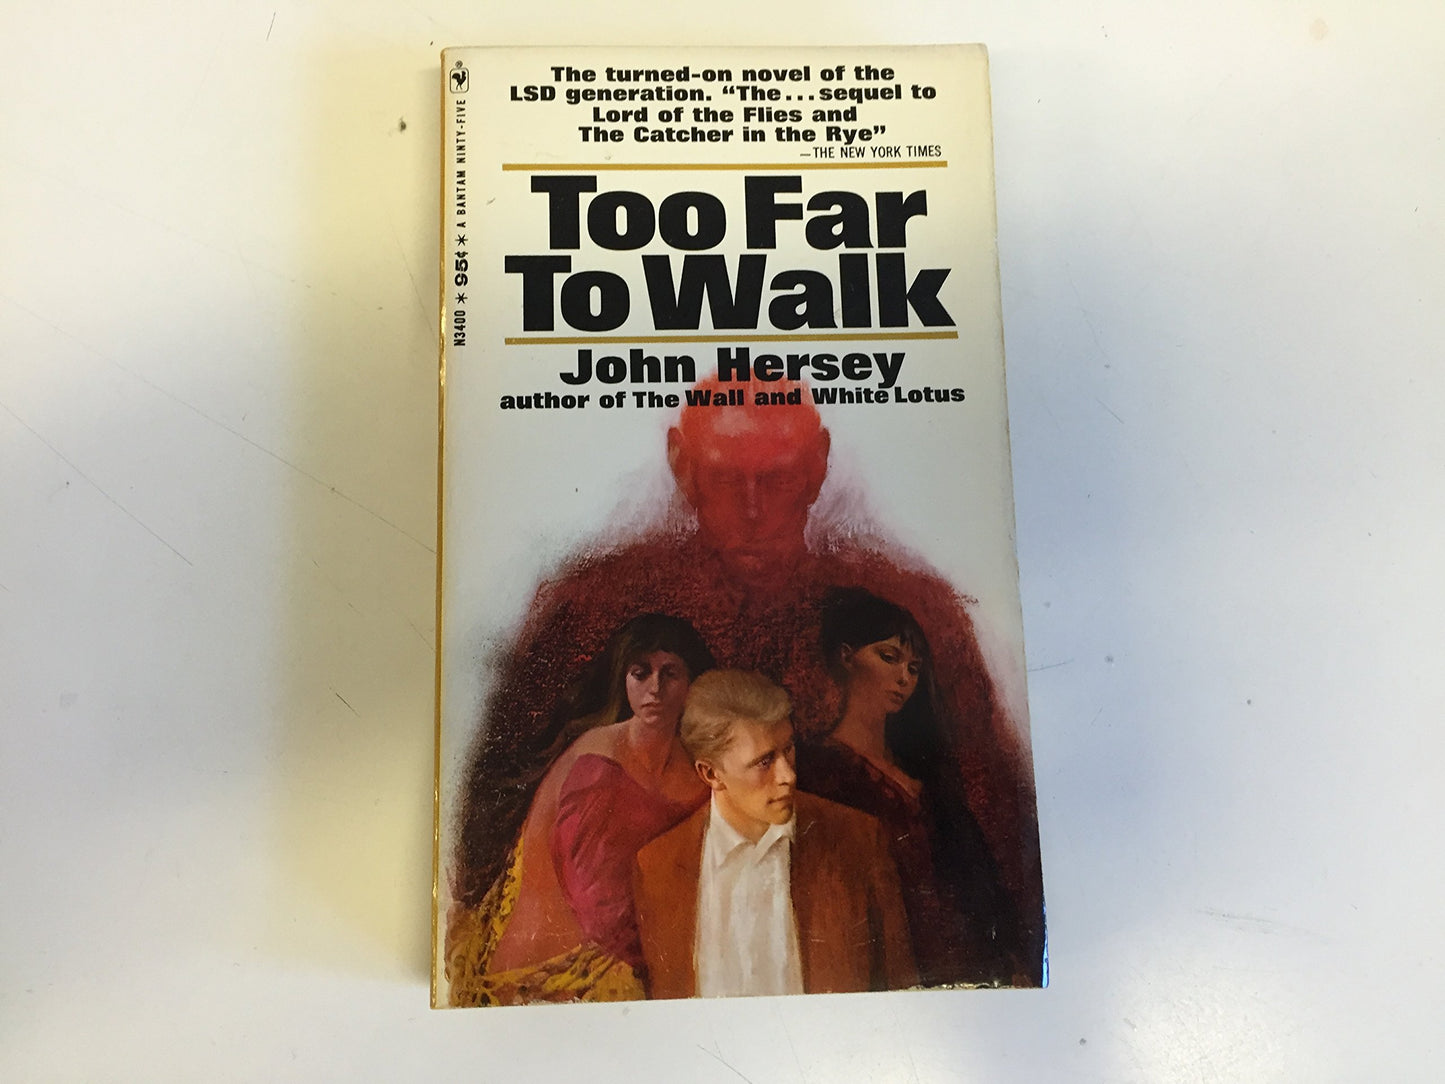 The turned-on novel of the
LSD generation. “The...sequel to
Lord of the Flies and
The Catcher in the Rye”
—THE NEW YORK TIMES
Too Far
To Walk
John Hersey
author of The Wall and White Lotus
N3400 * 95¢ * A BANTAM NINTY-FIVE
®